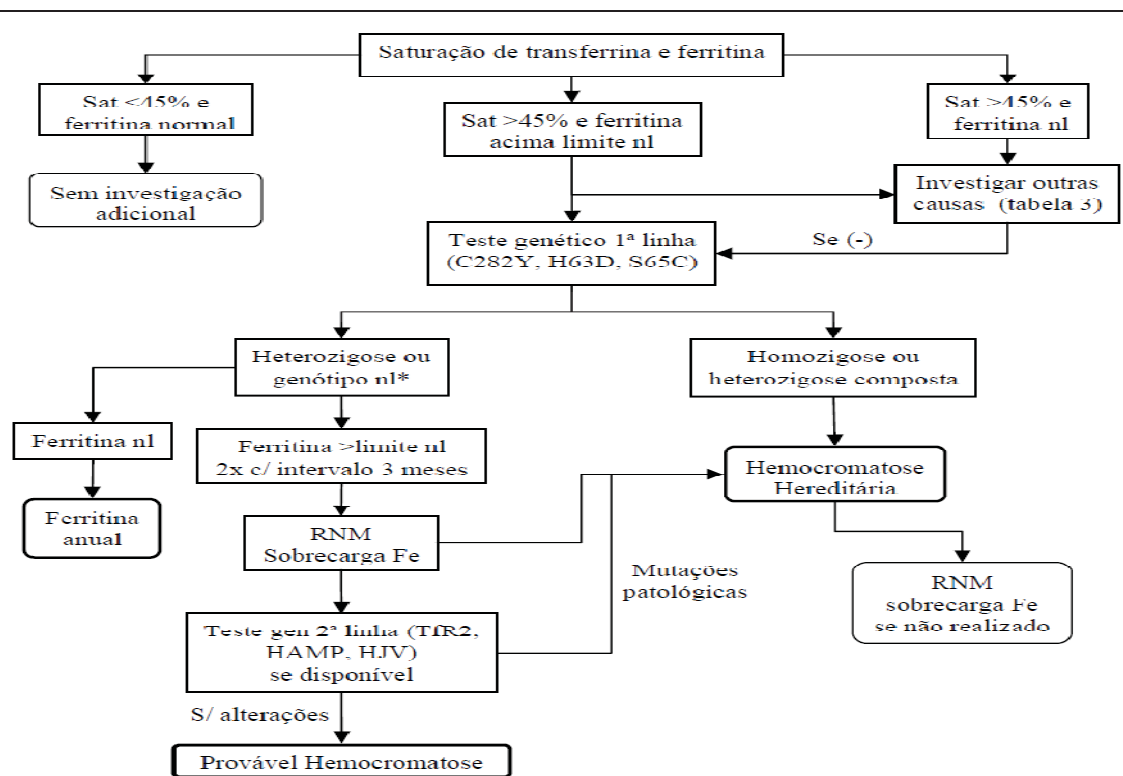 Saturação de transferrina e ferritina
Sat <45% e
ferritina normal
Sat >45% e ferritina
acima limite nl
Sat >45% e
ferritina nl
Sem investigação
adicional
Investigar outras
causas (tabela 3)
Teste genético 1ª linha
(C282Y, H63D, S65C)
Se (-)
Heterozigose ou
genótipo nl*
Homozigose ou
heterozigose composta
Ferritina nl
Ferritina >limite nl
2x c/ intervalo 3 meses
Hemocromatose
Hereditária
Ferritina
anual
RNM
Sobrecarga Fe
Mutações
patológicas
RNM
sobrecarga Fe
se não realizado
Teste gen 2ª linha (TfR2,
HAMP, HJV)
se disponível
S/ alterações
Provável Hemocromatose